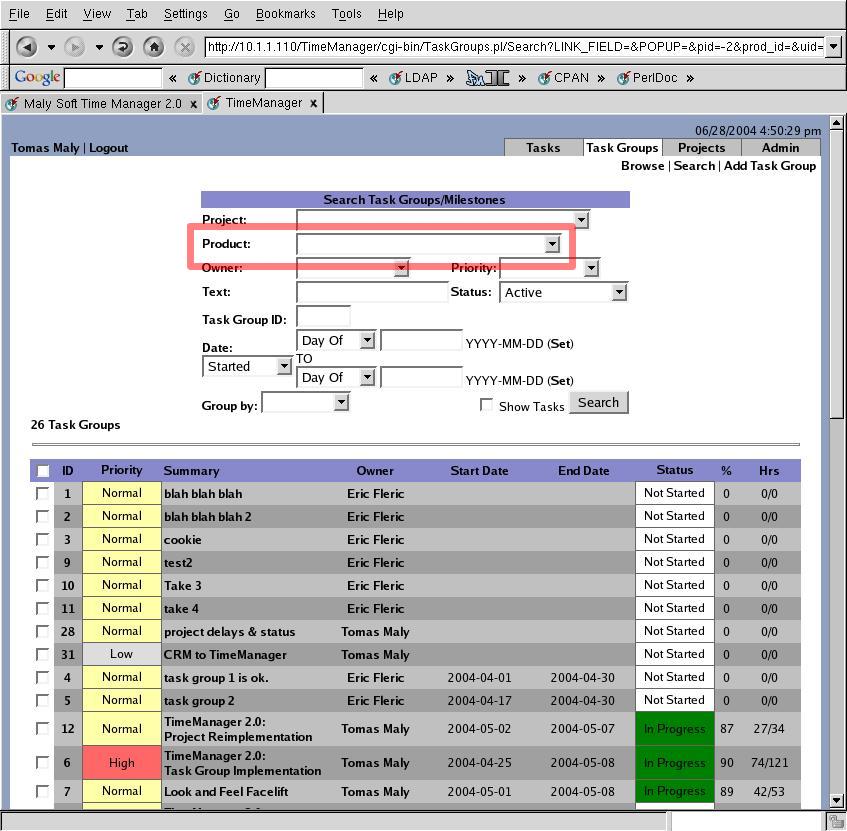 File Edit View Tab Settings Go Bookmarks Tools Help
http://10.1.1.110/TimeManager/cgi-bin/TaskGroups.pl/Search?LINK_FIELD=&POPUP=&pid=-2&prod_id=&uid=
Google « Dictionary « LDAP » » CPAN » PerlDoc »
Maly Soft Time Manager 2.0 x TimeManager x
06/28/2004 4:50:29 pm
Tomas Maly | Logout Tasks Task Groups Projects Admin
Browse | Search | Add Task Group
Search Task Groups/Milestones
Project:
Product:
Owner: Priority:
Text: Status: Active
Task Group ID:
Date: Started Day Of YYYY-MM-DD (Set)
TO
Day Of YYYY-MM-DD (Set)
Group by: Show Tasks Search
26 Task Groups
ID Priority Summary Owner Start Date End Date Status % Hrs
1 Normal blah blah blah Eric Fleric Not Started 0 0/0
2 Normal blah blah blah 2 Eric Fleric Not Started 0 0/0
3 Normal cookie Eric Fleric Not Started 0 0/0
9 Normal test2 Eric Fleric Not Started 0 0/0
10 Normal Take 3 Eric Fleric Not Started 0 0/0
11 Normal take 4 Eric Fleric Not Started 0 0/0
28 Normal project delays & status Tomas Maly Not Started 0 0/0
31 Low CRM to TimeManager Tomas Maly Not Started 0 0/0
4 Normal task group 1 is ok. Eric Fleric 2004-04-01 2004-04-30 Not Started 0 0/0
5 Normal task group 2 Eric Fleric 2004-04-17 2004-04-30 Not Started 0 0/0
12 Normal TimeManager 2.0: Project Reimplementation Tomas Maly 2004-05-02 2004-05-07 In Progress 87 27/34
6 High TimeManager 2.0: Task Group Implementation Tomas Maly 2004-04-25 2004-05-08 In Progress 90 74/121
7 Normal Look and Feel Facelift Tomas Maly 2004-05-01 2004-05-08 In Progress 89 42/53